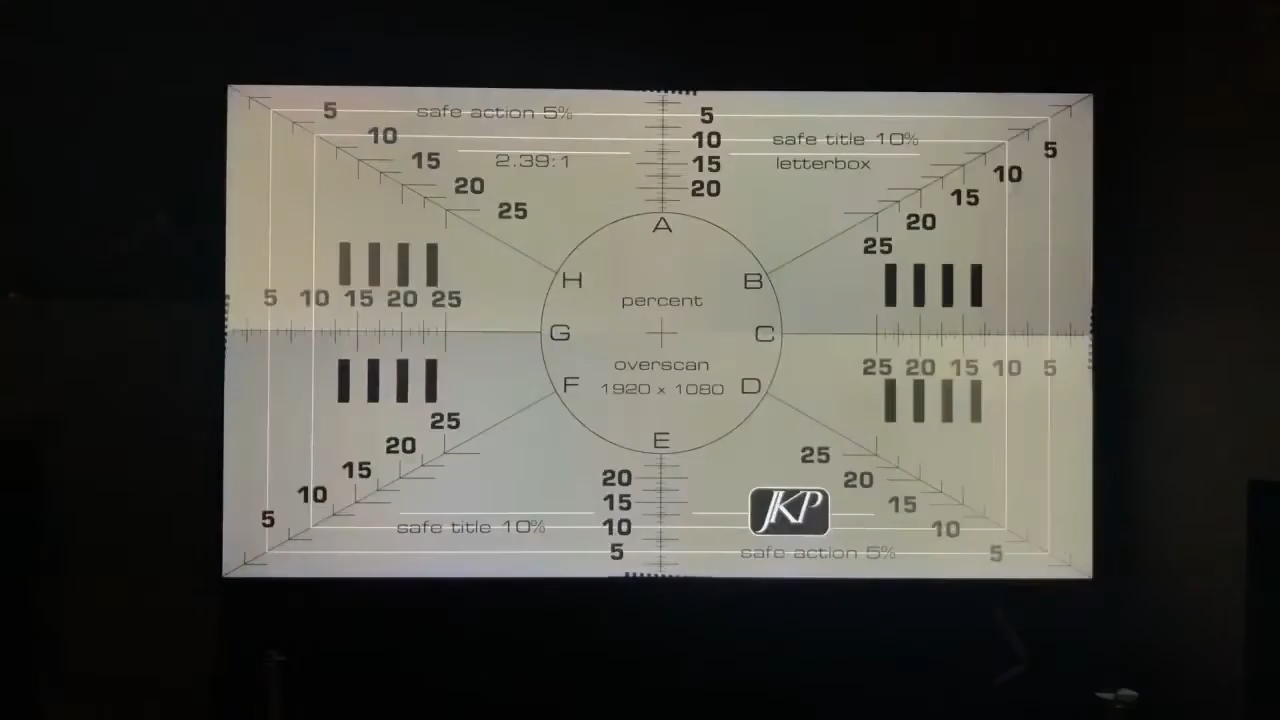 5 safe action 5% 5
10 10 safe title 10% 5
15 2.39:1 15 letterbox 10
20 20 15
25 20
A 25
H B
5 10 15 20 25 percent
G C
overscan 25 20 15 10 5
F 1920 x 1080 D
25 E
20 25
15 20 20
10 15 JKP 15
5 safe title 10% 10 10
5 safe action 5% 5